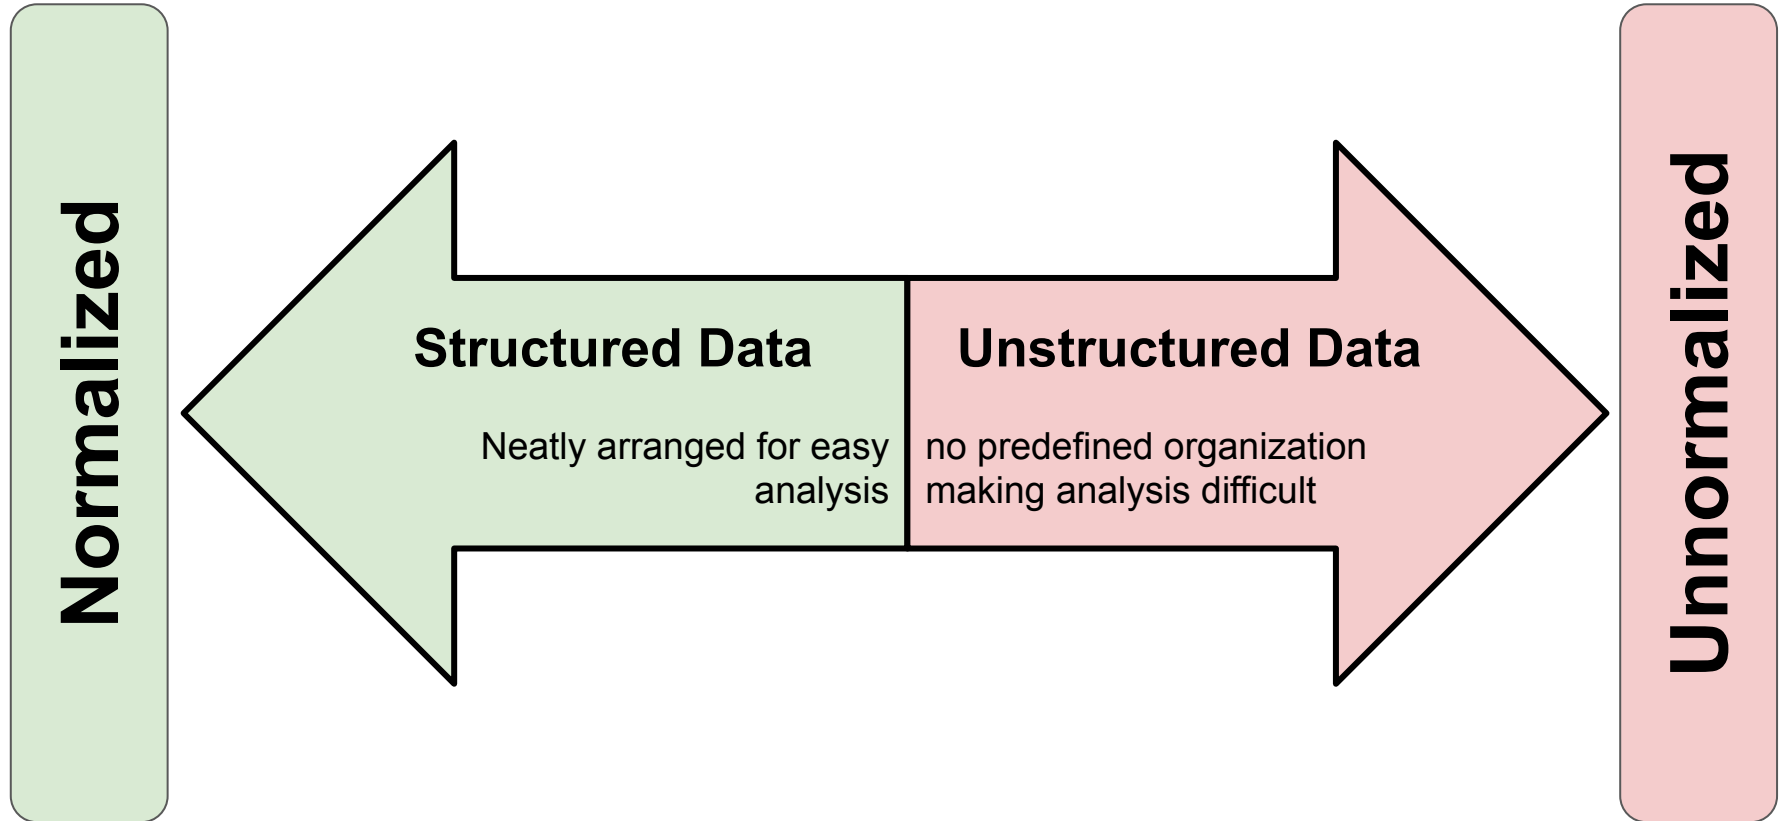 Normalized
Structured Data
Neatly arranged for easy
analysis
Unstructured Data
no predefined organization
making analysis difficult
Unnormalized